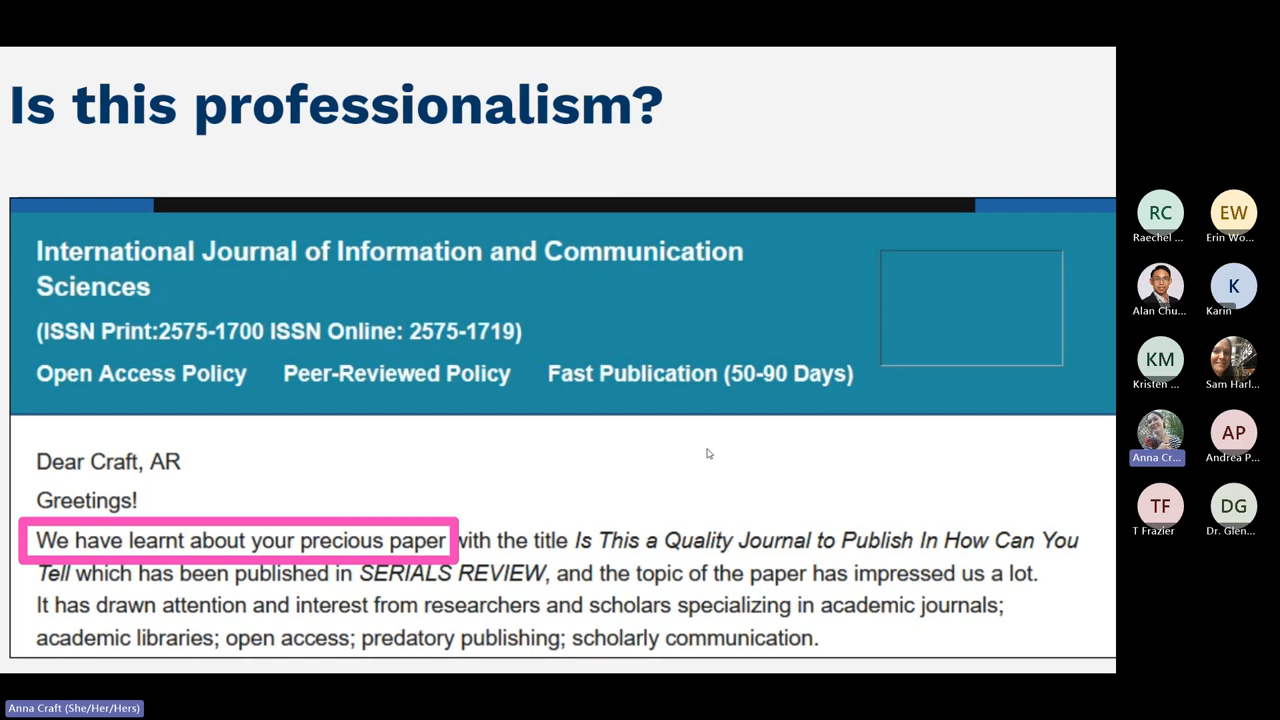 Is this professionalism?
International Journal of Information and Communication
Sciences
(ISSN Print:2575-1700 ISSN Online: 2575-1719)
Open Access Policy Peer-Reviewed Policy Fast Publication (50-90 Days)
Dear Craft, AR
Greetings!
We have learnt about your precious paper with the title Is This a Quality Journal to Publish In How Can You
Tell which has been published in SERIALS REVIEW, and the topic of the paper has impressed us a lot.
It has drawn attention and interest from researchers and scholars specializing in academic journals;
academic libraries; open access; predatory publishing; scholarly communication.
RC EW
Raechel ... Erin Wo...
K
Alan Chu... Karin
KM
Kristen ... Sam Harl...
AP
Anna Cr... Andrea P...
TF DG
T Frazier Dr. Glen...
Anna Craft (She/Her/Hers)